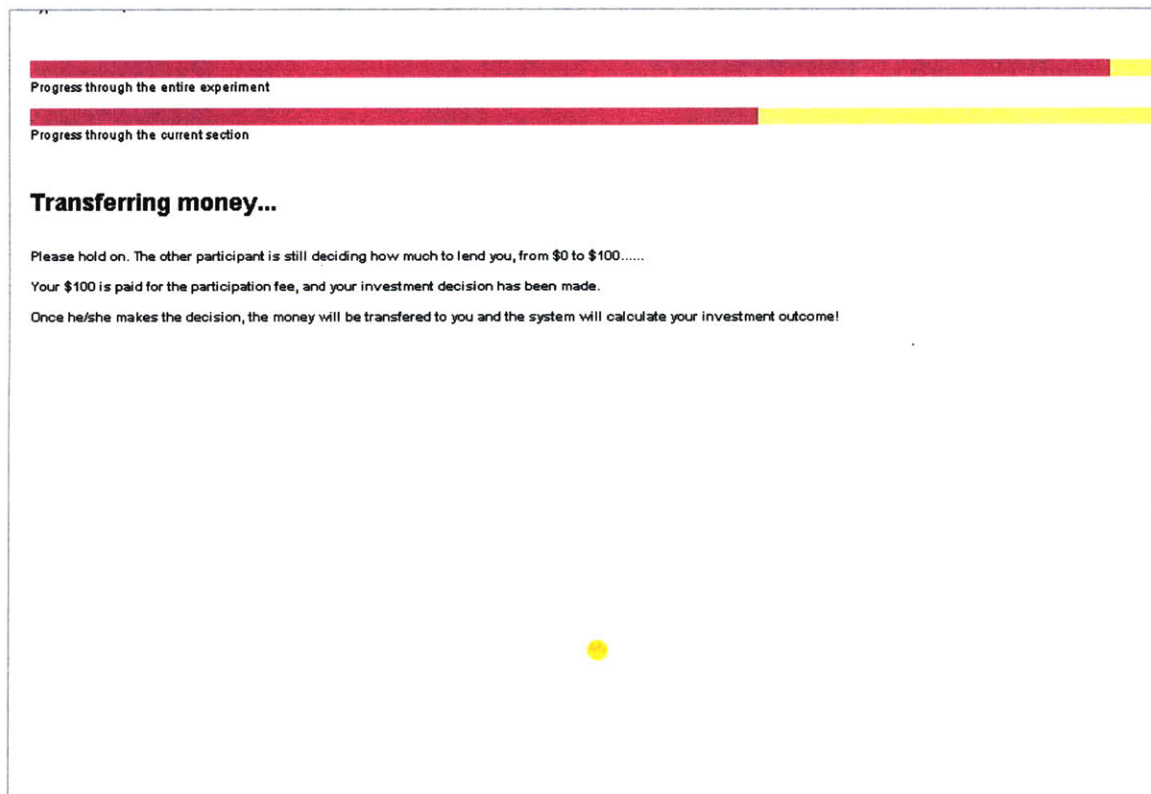 Progress through the entire experiment
Progress through the current section
Transferring money...
Please hold on. The other participant is still deciding how much to lend you, from $0 to $100......
Your $100 is paid for the participation fee, and your investment decision has been made.
Once he/she makes the decision, the money will be transfered to you and the system will calculate your investment outcome!